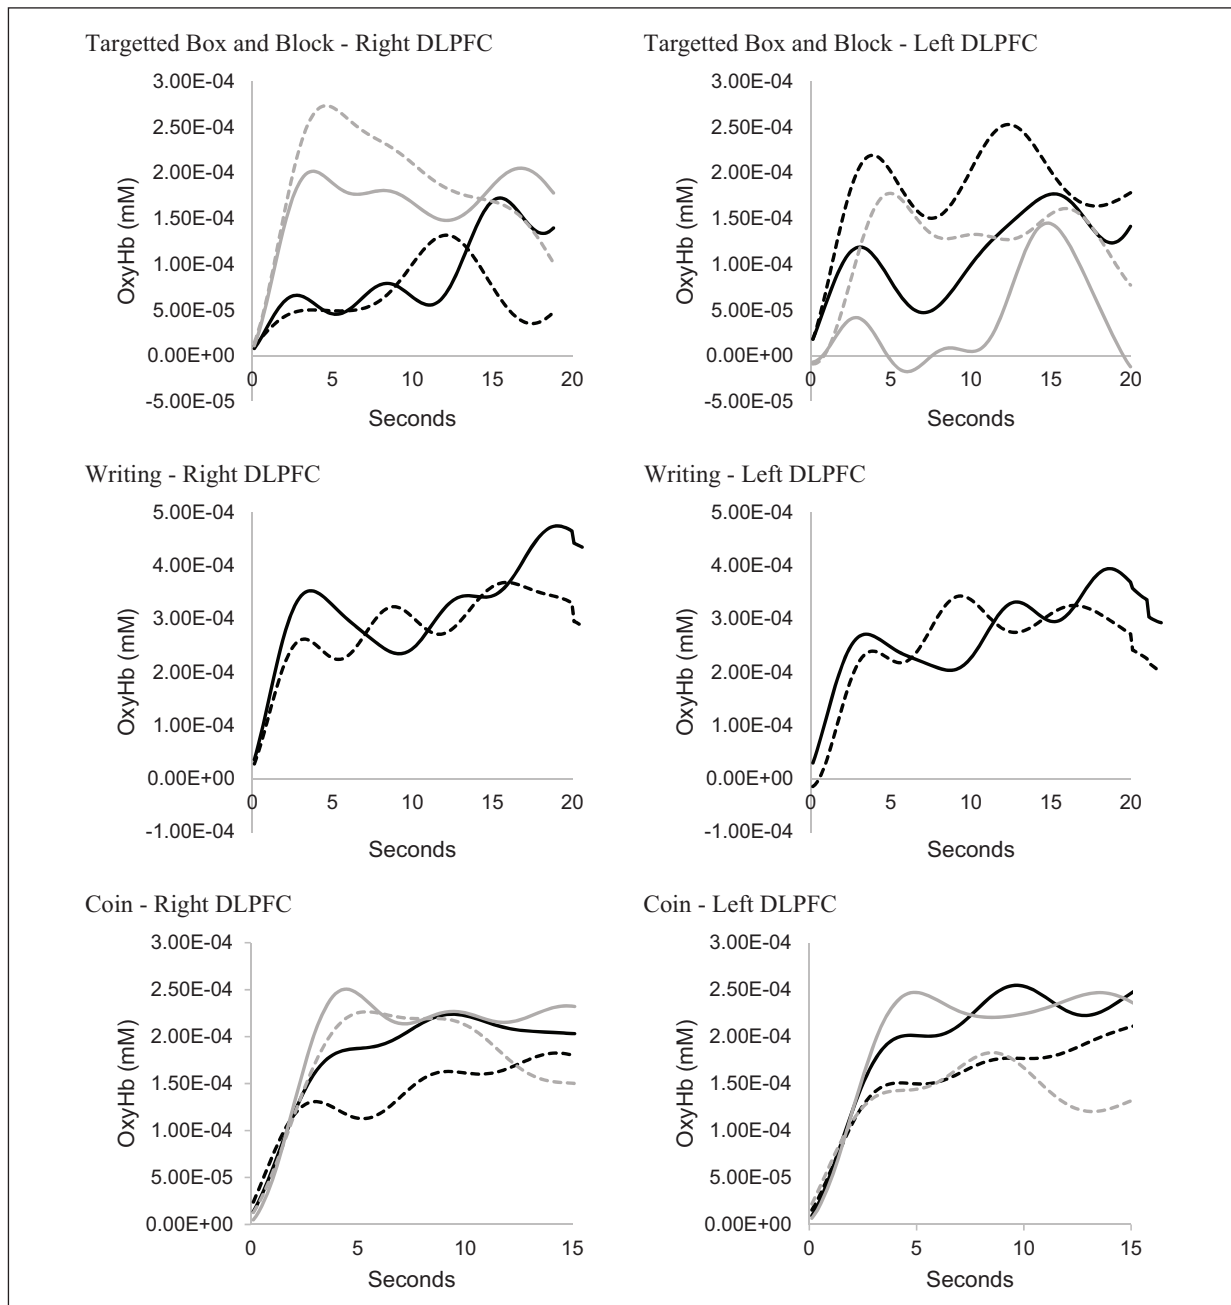 Targetted Box and Block - Right DLPFC
3.00E-04
2.50E-04
2.00E-04
1.50E-04
1.00E-04
5.00E-05
0.00E+00
-5.00E-05
OxyHb (mM)
0 5 10 15 20
Seconds
Targetted Box and Block - Left DLPFC
3.00E-04
2.50E-04
2.00E-04
1.50E-04
1.00E-04
5.00E-05
0.00E+00
-5.00E-05
OxyHb (mM)
0 5 10 15 20
Seconds
Writing - Right DLPFC
5.00E-04
4.00E-04
3.00E-04
2.00E-04
1.00E-04
0.00E+00
-1.00E-04
OxyHb (mM)
0 5 10 15 20
Seconds
Writing - Left DLPFC
5.00E-04
4.00E-04
3.00E-04
2.00E-04
1.00E-04
0.00E+00
-1.00E-04
OxyHb (mM)
0 5 10 15 20
Seconds
Coin - Right DLPFC
3.00E-04
2.50E-04
2.00E-04
1.50E-04
1.00E-04
5.00E-05
0.00E+00
OxyHb (mM)
0 5 10 15
Seconds
Coin - Left DLPFC
3.00E-04
2.50E-04
2.00E-04
1.50E-04
1.00E-04
5.00E-05
0.00E+00
OxyHb (mM)
0 5 10 15
Seconds